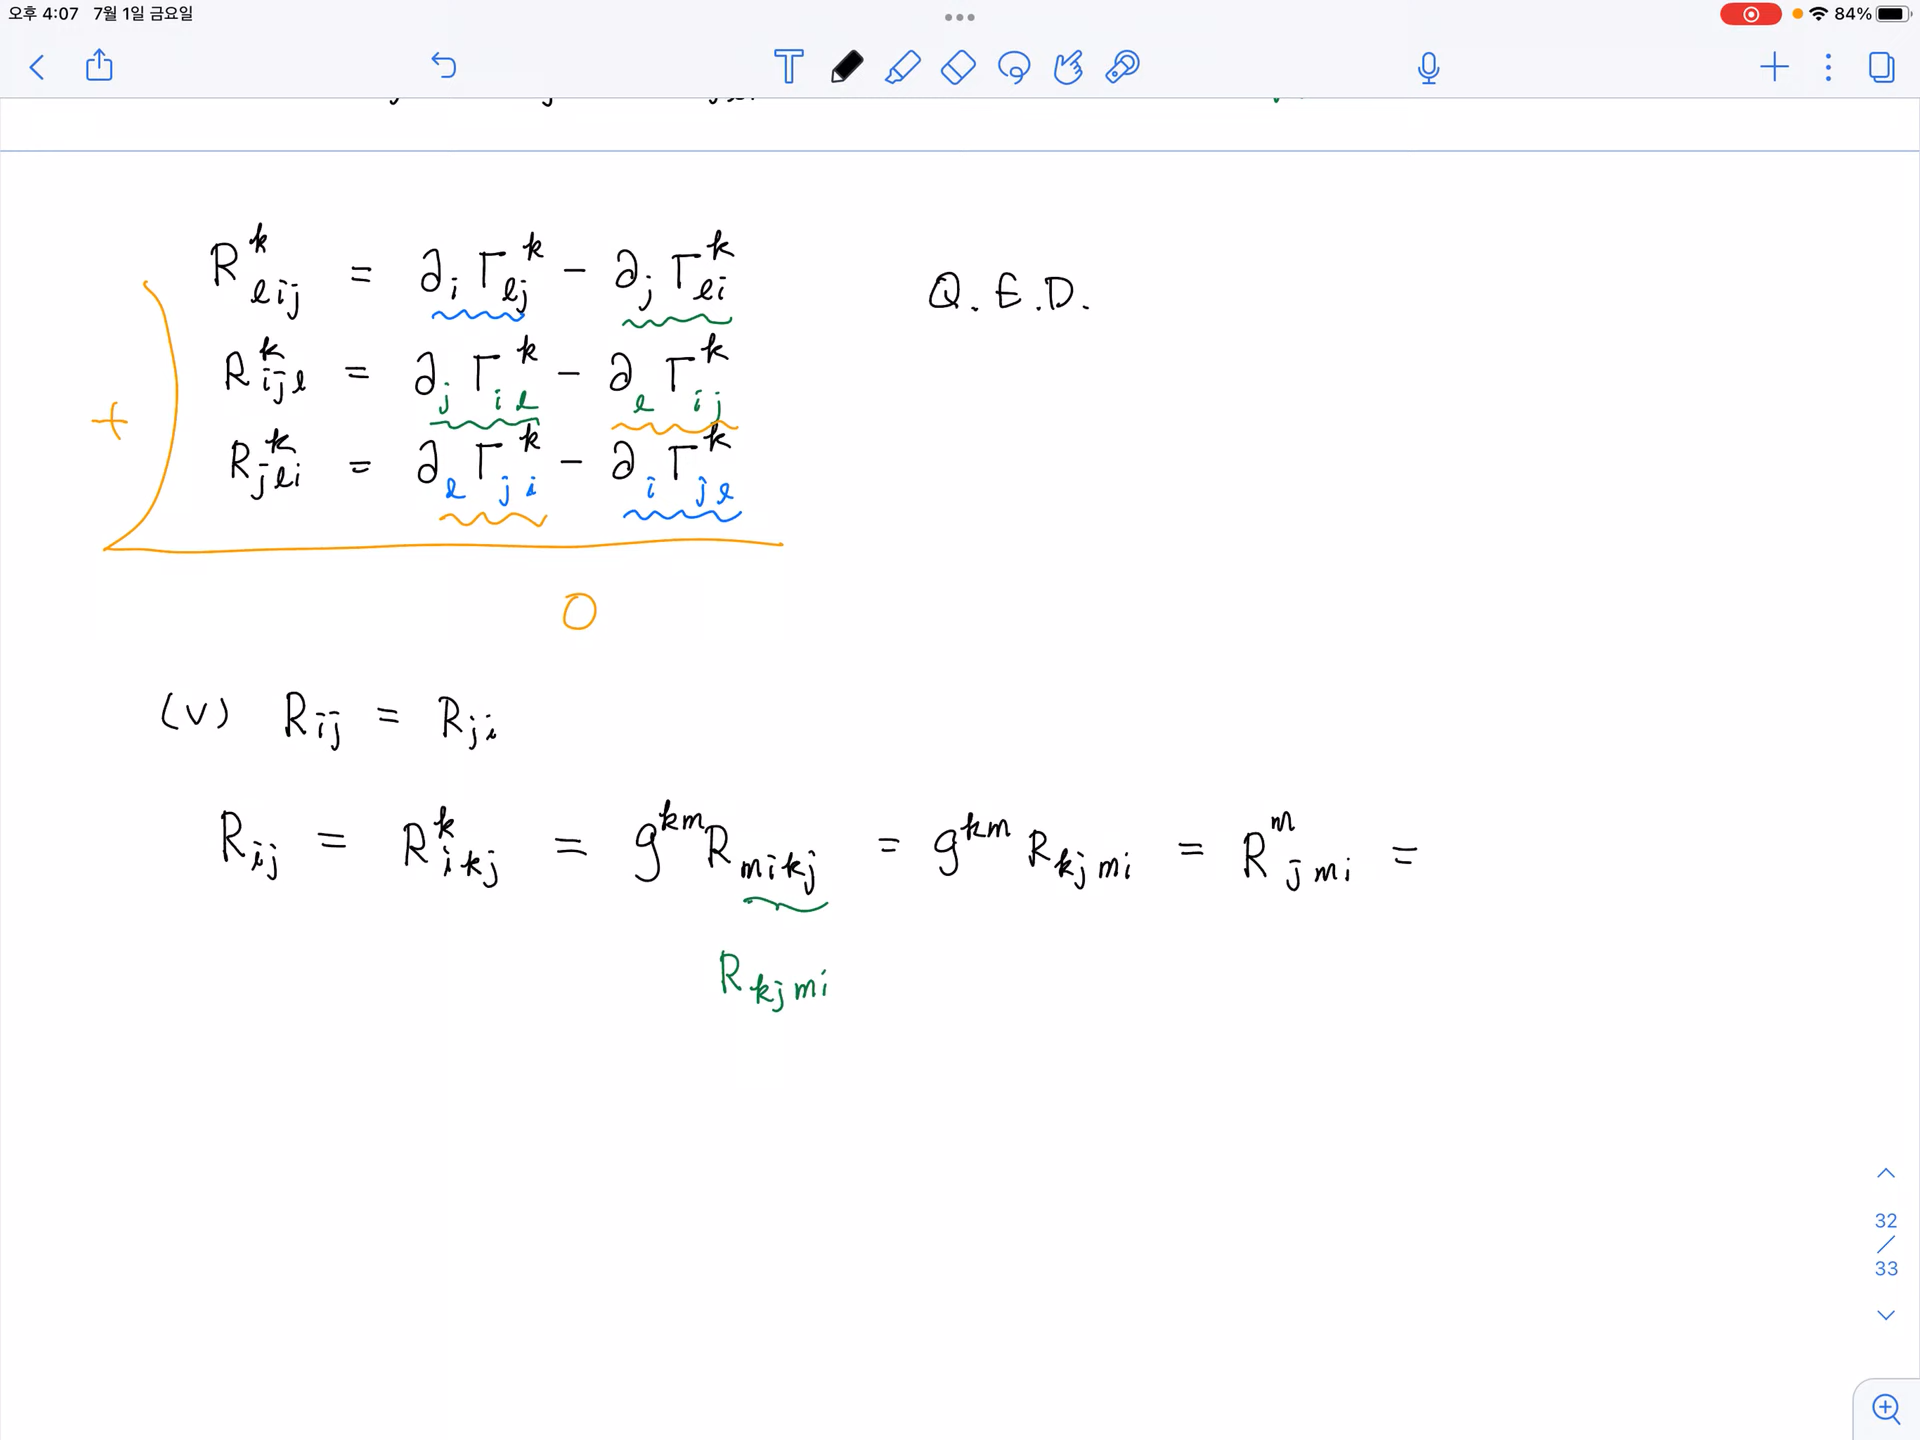 오후 4:07 7월 1일 금요일
84%
T
R^k_{lij} = ∂_i Γ^k_{lj} − ∂_j Γ^k_{li}
Q.E.D.
R^k_{ijl} = ∂_j Γ^k_{il} − ∂_l Γ^k_{ij}
+
R^k_{jli} = ∂_l Γ^k_{ji} − ∂_i Γ^k_{jl}
0
(v) R_{ij} = R_{ji}
R_{ij} = R^k_{ikj} = g^{km} R_{mikj} = g^{km} R_{kjmi} = R^m_{jmi} =
R_{kjmi}
32
/
33